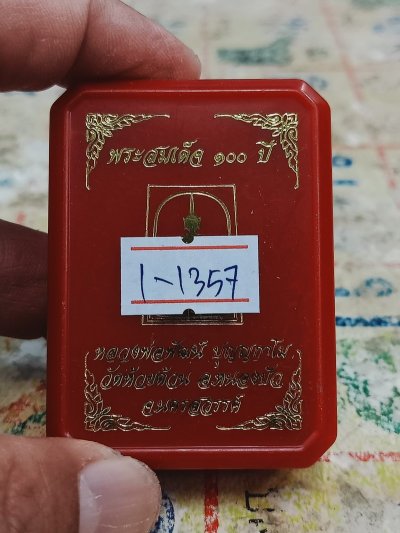 พระสมเด็จ ๑๐๐ ปี
1-1357
หลวงพ่อพัฒน์ ปุญญกาโม
วัดห้วยด้วน อ.หนองบัว
จ.นครสวรรค์